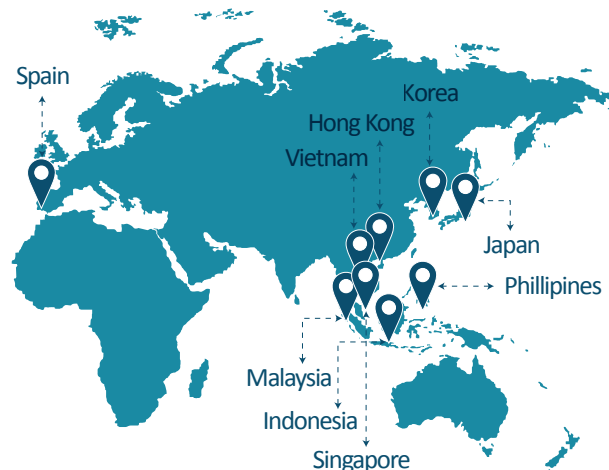 Spain
Korea
Hong Kong
Vietnam
Japan
Phillipines
Malaysia
Indonesia
Singapore